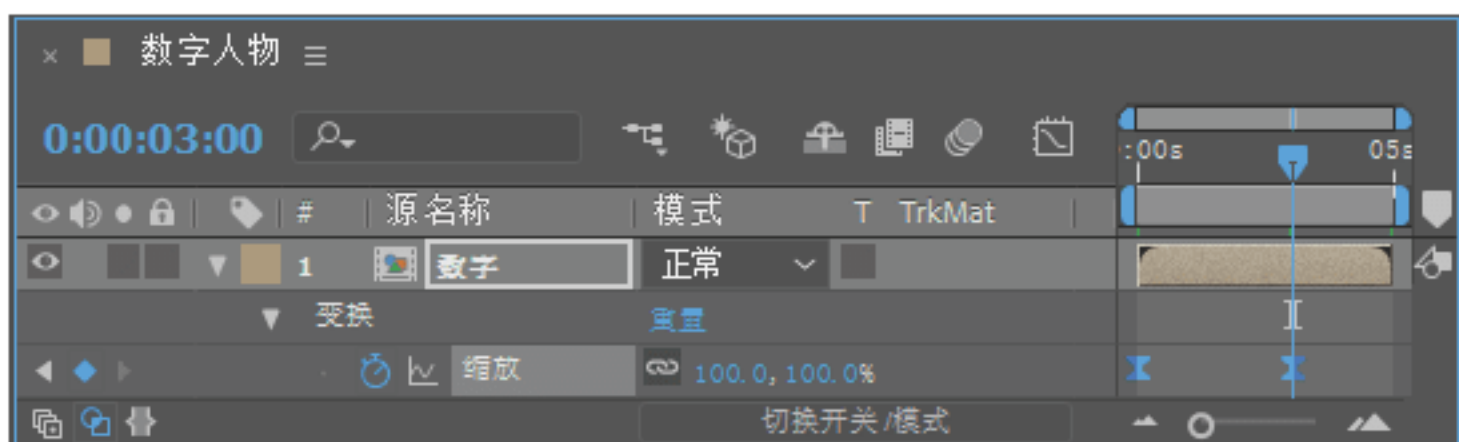 × 数字人物 ≡
0:00:03:00
:00s 05s
# 源名称 模式 T TrkMat
1 数字 正常
变换 重置
缩放 100.0, 100.0%
切换开关/模式